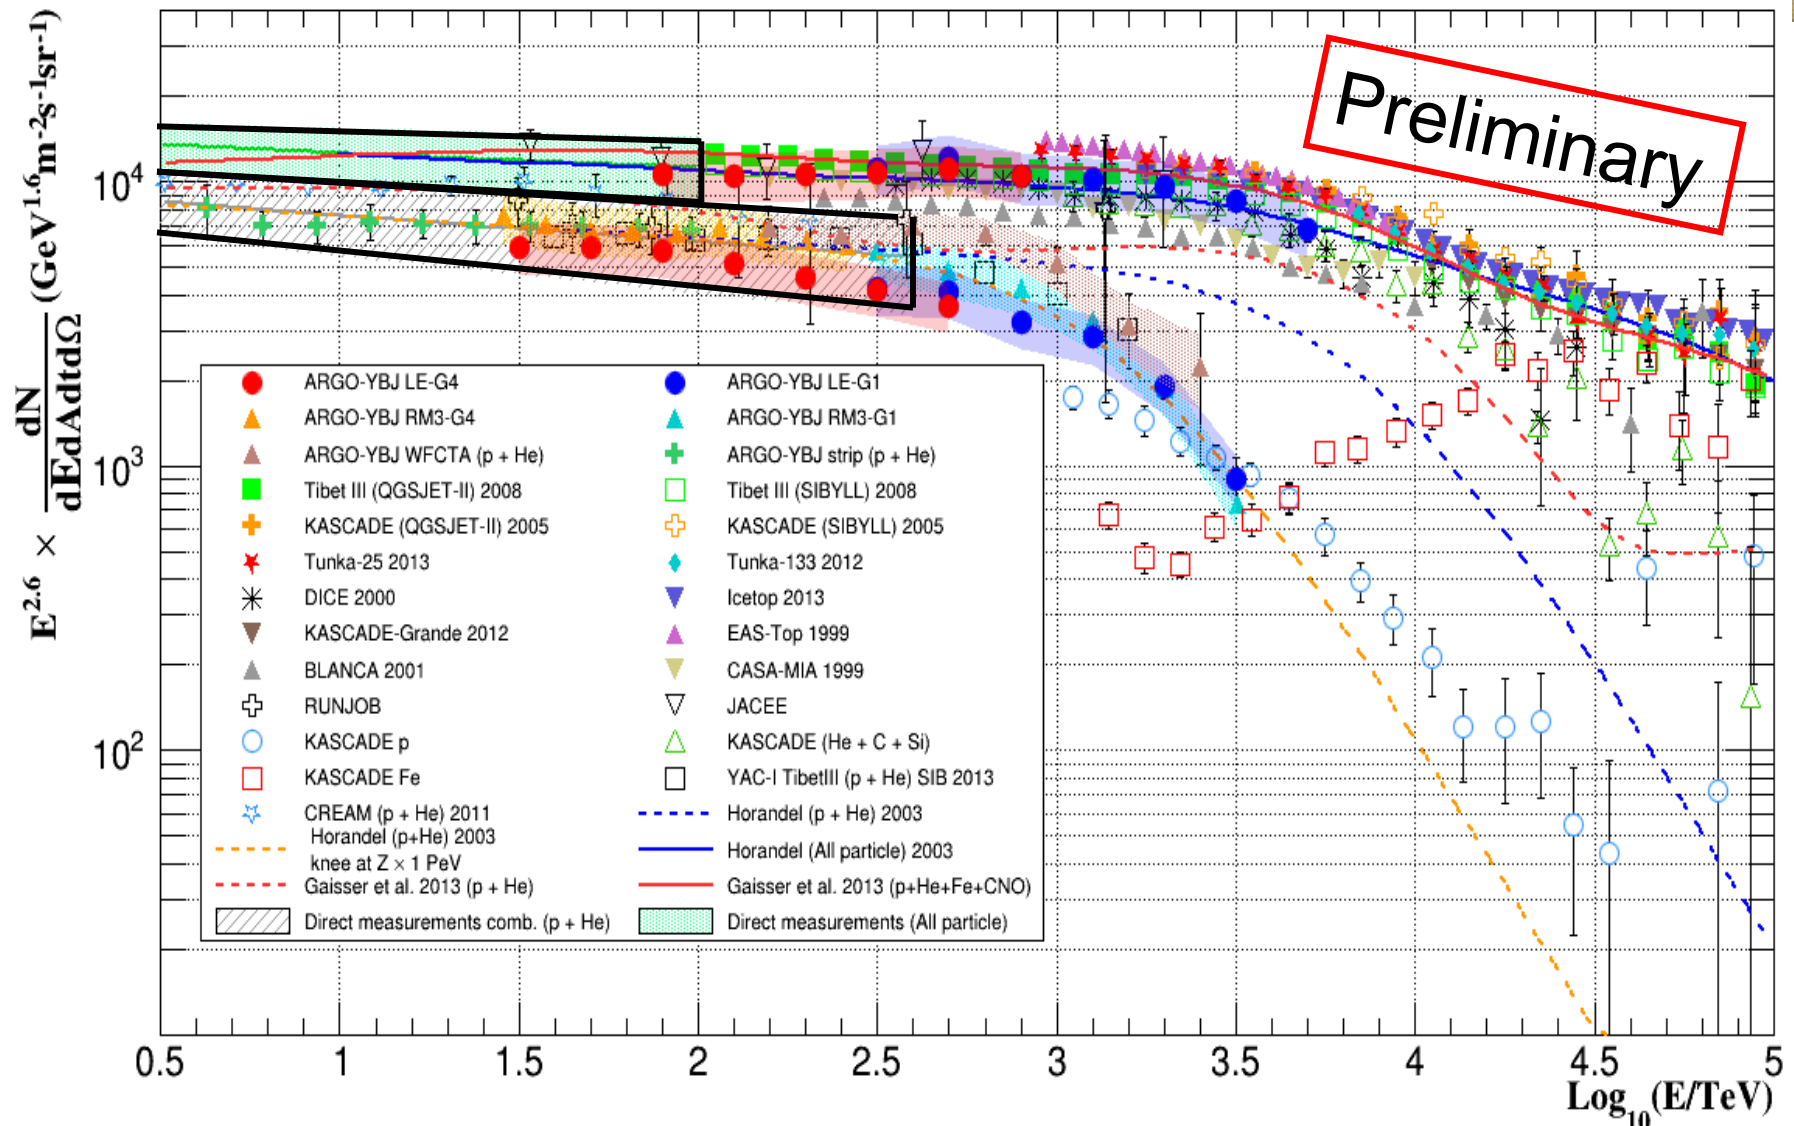 Preliminary
E^2.6 × dN/dEdAdtdΩ (GeV^1.6 m^-2 s^-1 sr^-1)
10^4
10^3
10^2
ARGO-YBJ LE-G4
ARGO-YBJ LE-G1
ARGO-YBJ RM3-G4
ARGO-YBJ RM3-G1
ARGO-YBJ WFCTA (p + He)
ARGO-YBJ strip (p + He)
Tibet III (QGSJET-II) 2008
Tibet III (SIBYLL) 2008
KASCADE (QGSJET-II) 2005
KASCADE (SIBYLL) 2005
Tunka-25 2013
Tunka-133 2012
DICE 2000
Icetop 2013
KASCADE-Grande 2012
EAS-Top 1999
BLANCA 2001
CASA-MIA 1999
RUNJOB
JACEE
KASCADE p
KASCADE (He + C + Si)
KASCADE Fe
YAC-I TibetIII (p + He) SIB 2013
CREAM (p + He) 2011
Horandel (p + He) 2003
Horandel (p+He) 2003
knee at Z × 1 PeV
Horandel (All particle) 2003
Gaisser et al. 2013 (p + He)
Gaisser et al. 2013 (p+He+Fe+CNO)
Direct measurements comb. (p + He)
Direct measurements (All particle)
0.5 1 1.5 2 2.5 3 3.5 4 4.5 5
Log10(E/TeV)